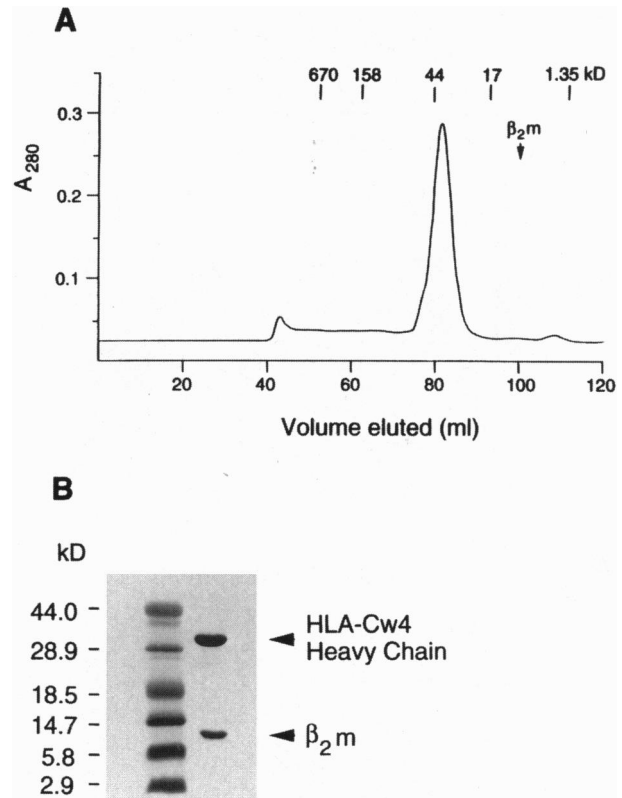 A
670 158 44 17 1.35 kD
β₂m
0.3
0.2
0.1
A₂₈₀
20 40 60 80 100 120
Volume eluted (ml)
B
kD
44.0
28.9
18.5
14.7
5.8
2.9
HLA-Cw4
Heavy Chain
β₂m